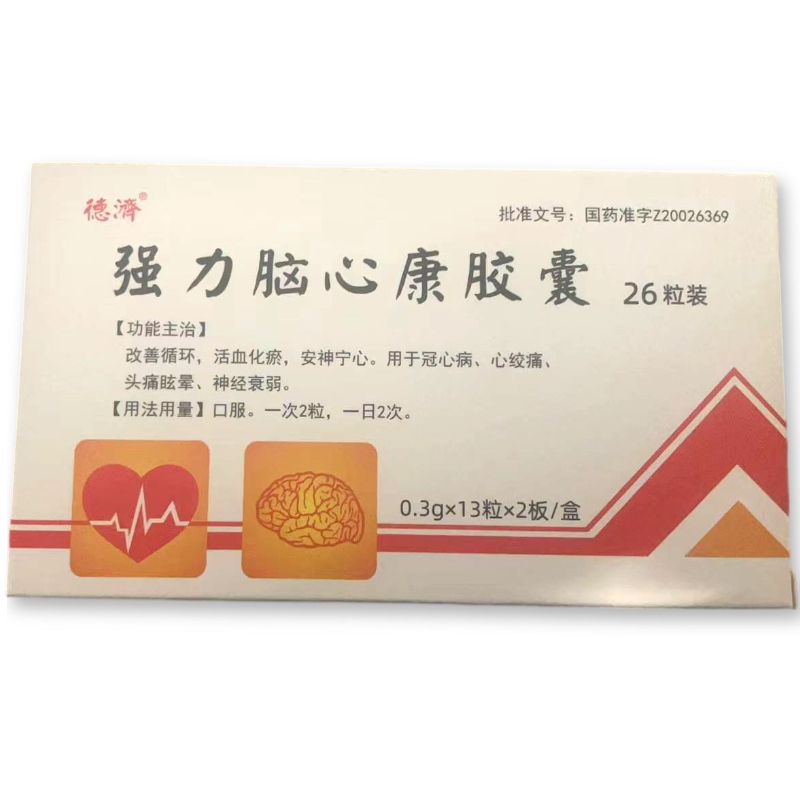 德濟®
批准文号：国药准字Z20026369
强力脑心康胶囊 26粒装
【功能主治】
改善循环，活血化瘀，安神宁心。用于冠心病、心绞痛、
头痛眩晕、神经衰弱。
【用法用量】口服。一次2粒，一日2次。
0.3g×13粒×2板/盒